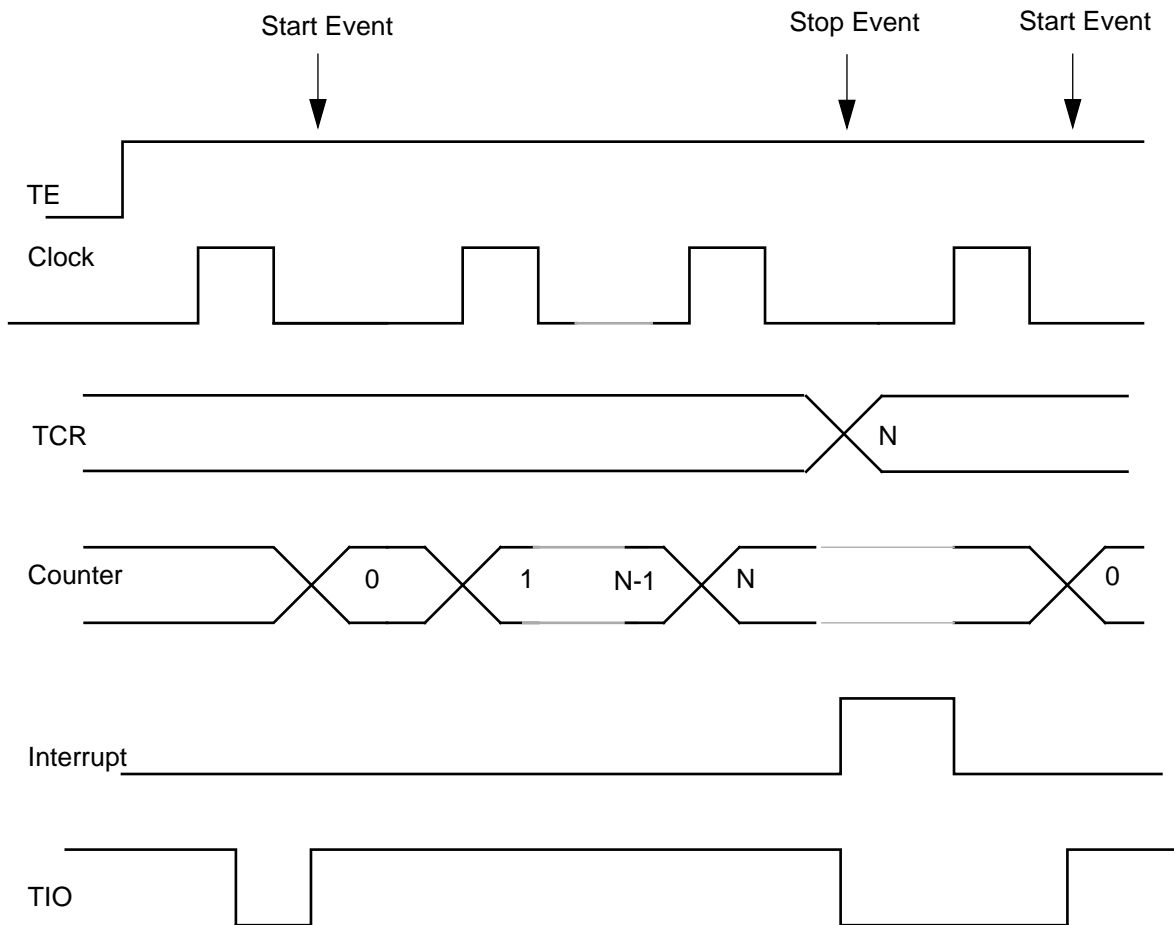 Start Event
Stop Event
Start Event
TE
Clock
TCR
N
Counter
0
1
N-1
N
0
Interrupt
TIO